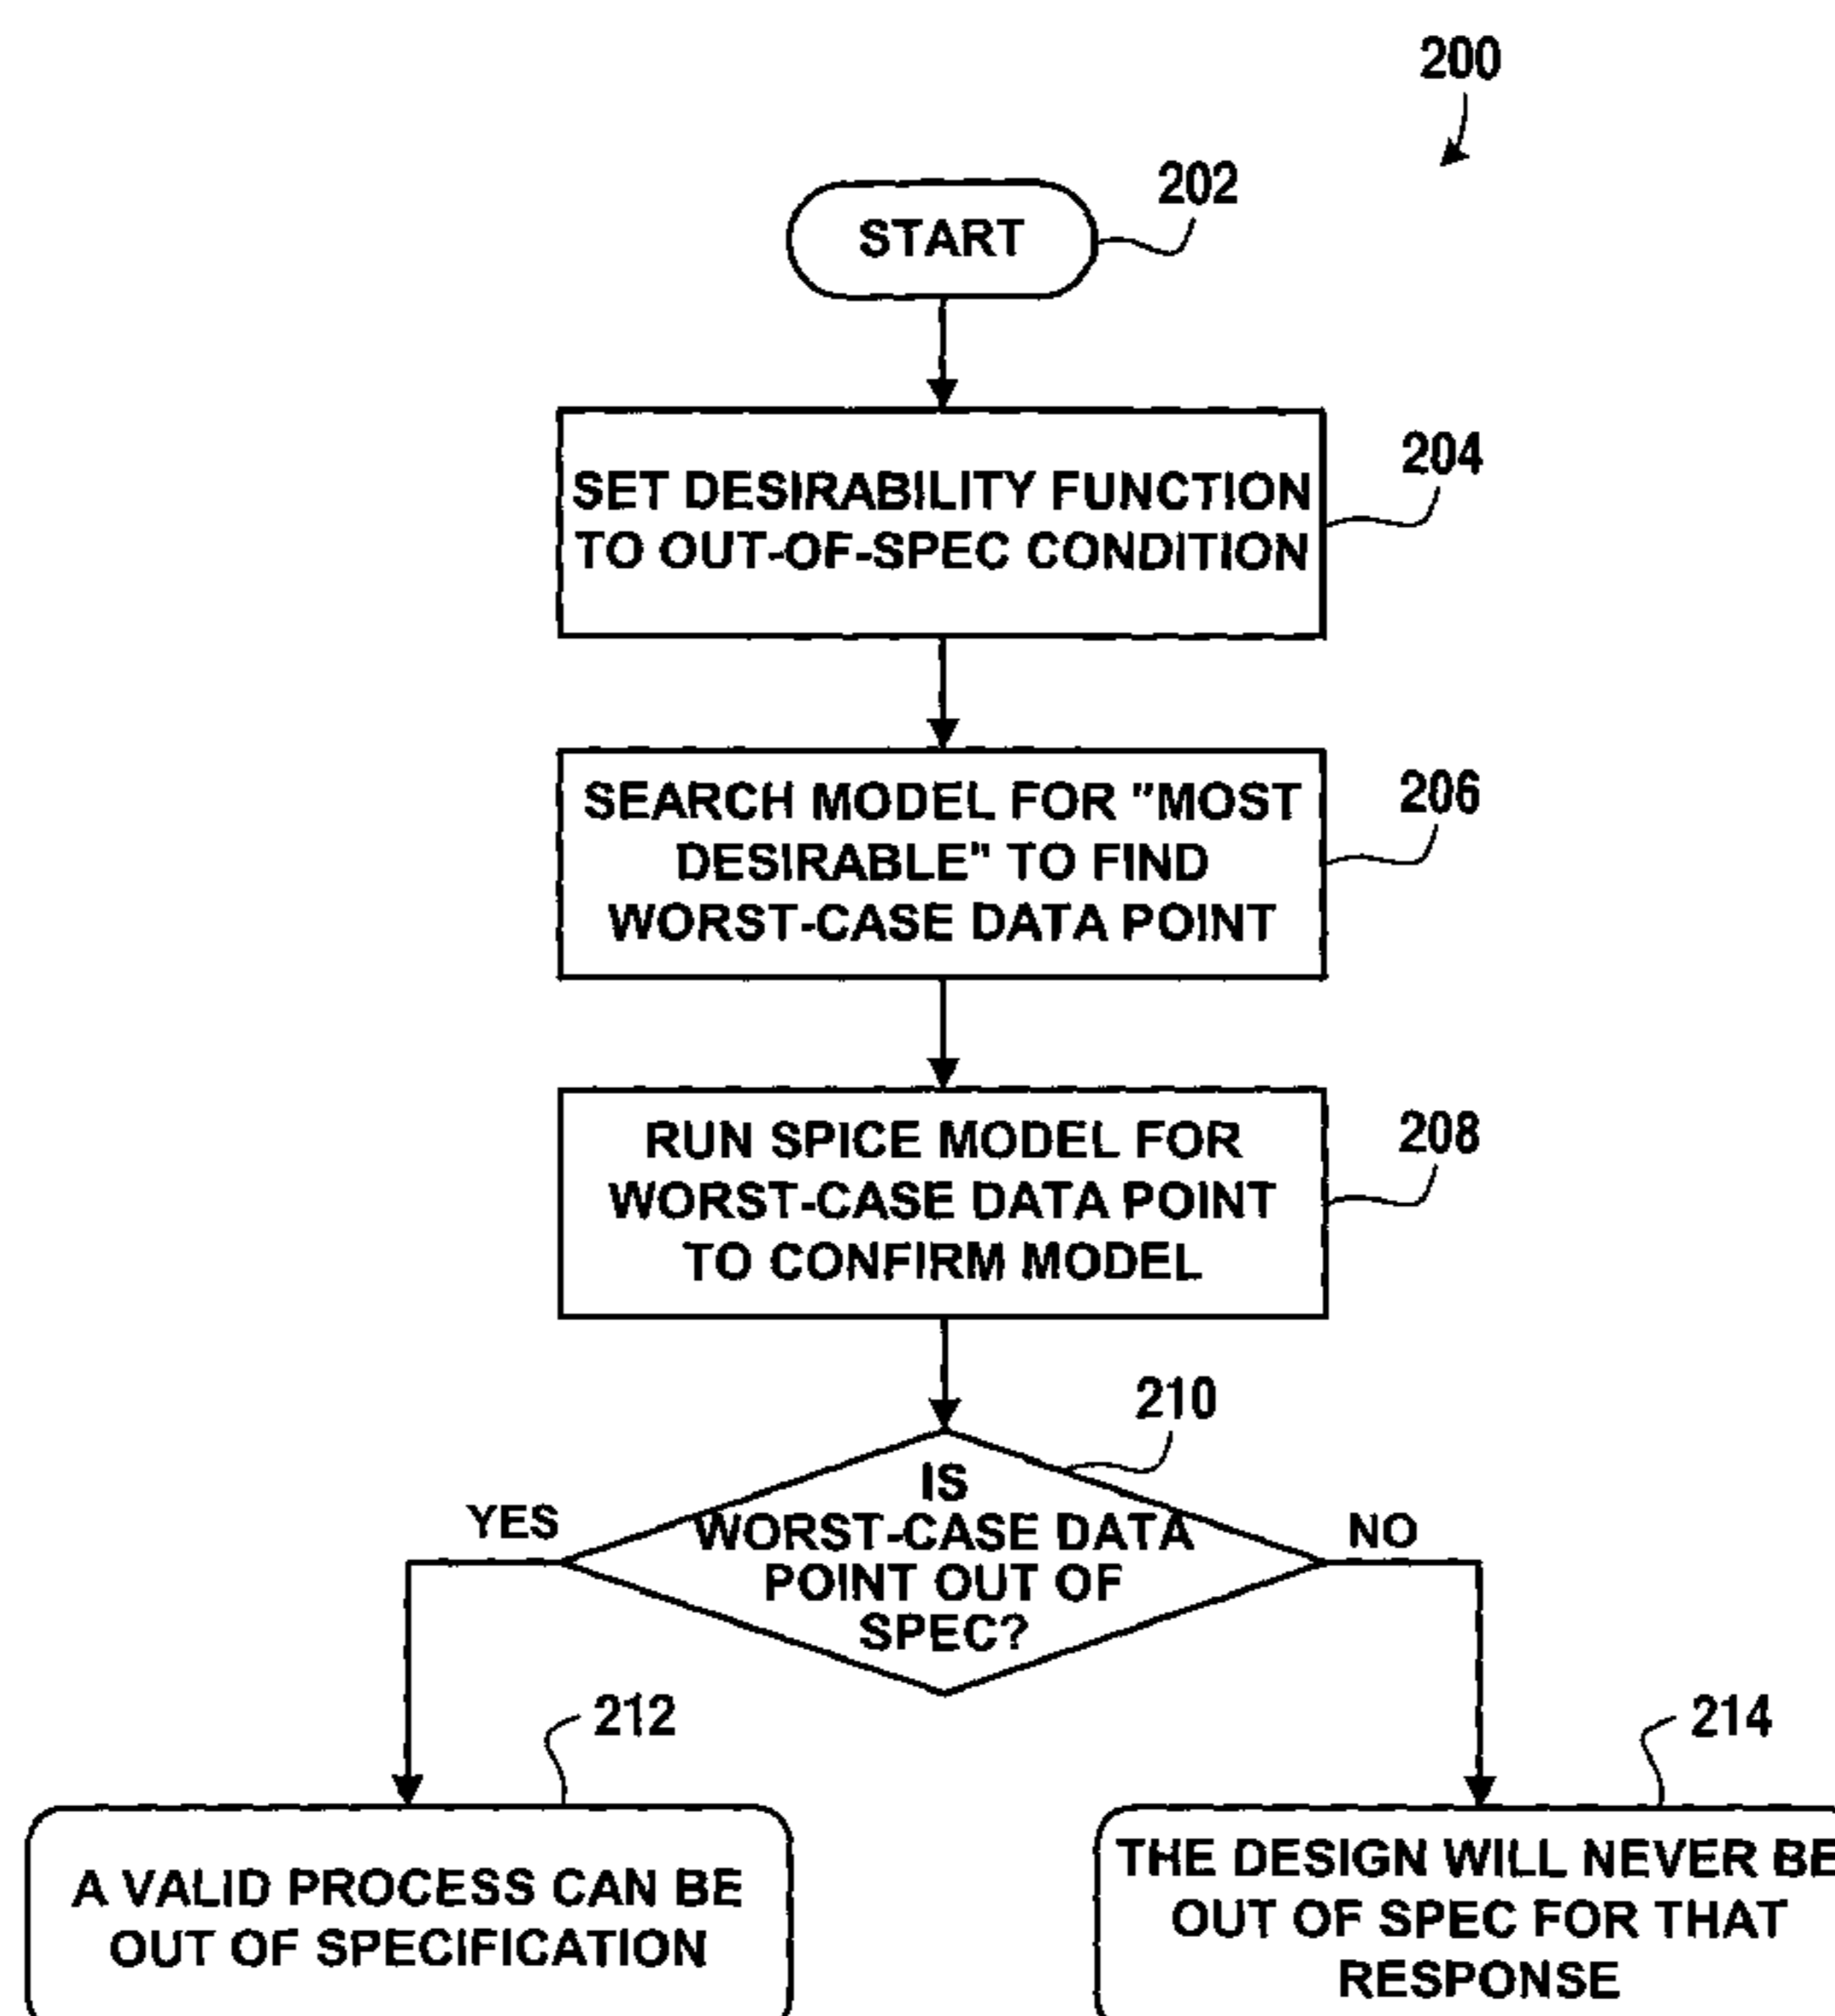 200
202
START
204
SET DESIRABILITY FUNCTION
TO OUT-OF-SPEC CONDITION
206
SEARCH MODEL FOR "MOST
DESIRABLE" TO FIND
WORST-CASE DATA POINT
208
RUN SPICE MODEL FOR
WORST-CASE DATA POINT
TO CONFIRM MODEL
210
IS
WORST-CASE DATA
POINT OUT OF
SPEC?
YES
NO
212
214
A VALID PROCESS CAN BE
OUT OF SPECIFICATION
THE DESIGN WILL NEVER BE
OUT OF SPEC FOR THAT
RESPONSE